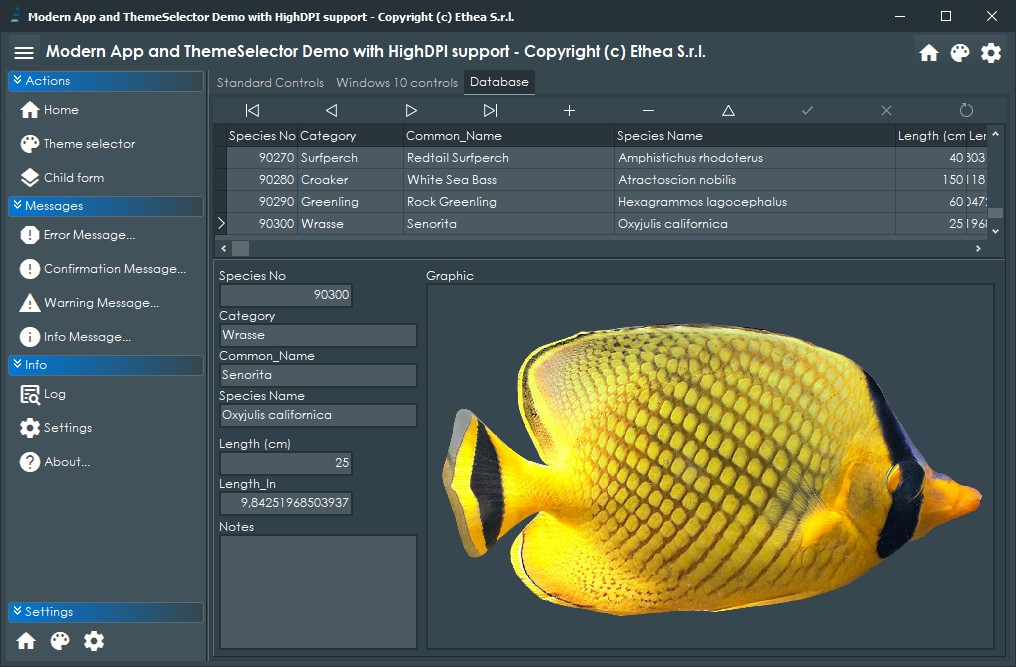 Modern App and ThemeSelector Demo with HighDPI support - Copyright (c) Ethea S.r.l.
Modern App and ThemeSelector Demo with HighDPI support - Copyright (c) Ethea S.r.l.
Actions
Home
Theme selector
Child form
Messages
Error Message...
Confirmation Message...
Warning Message...
Info Message...
Info
Log
Settings
About...
Settings
Standard Controls Windows 10 controls Database
Species No Category Common_Name Species Name Length (cm Ler
90270 Surfperch Redtail Surfperch Amphistichus rhodoterus 40
90280 Croaker White Sea Bass Atractoscion nobilis 150
90290 Greenling Rock Greenling Hexagrammos lagocephalus 60
90300 Wrasse Senorita Oxyjulis californica 25
Species No
90300
Category
Wrasse
Common_Name
Senorita
Species Name
Oxyjulis californica
Length (cm)
25
Length_In
9,84251968503937
Notes
Graphic